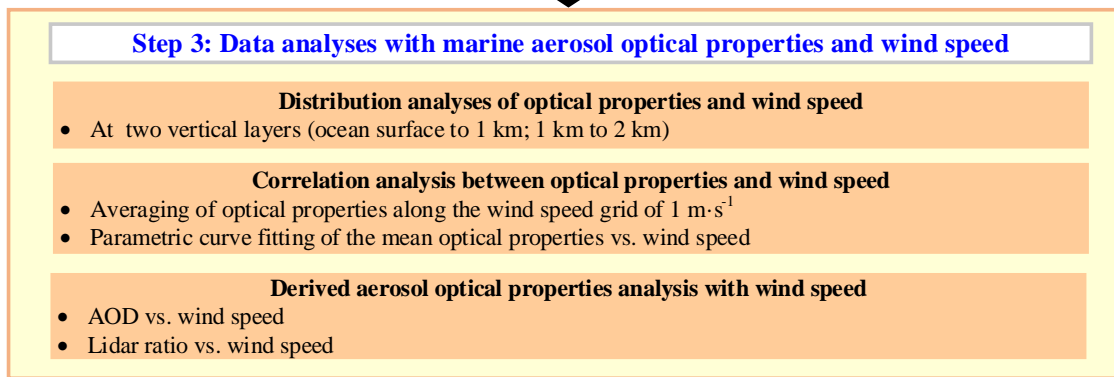 Step 3: Data analyses with marine aerosol optical properties and wind speed
Distribution analyses of optical properties and wind speed
• At two vertical layers (ocean surface to 1 km; 1 km to 2 km)
Correlation analysis between optical properties and wind speed
• Averaging of optical properties along the wind speed grid of 1 m·s⁻¹
• Parametric curve fitting of the mean optical properties vs. wind speed
Derived aerosol optical properties analysis with wind speed
• AOD vs. wind speed
• Lidar ratio vs. wind speed